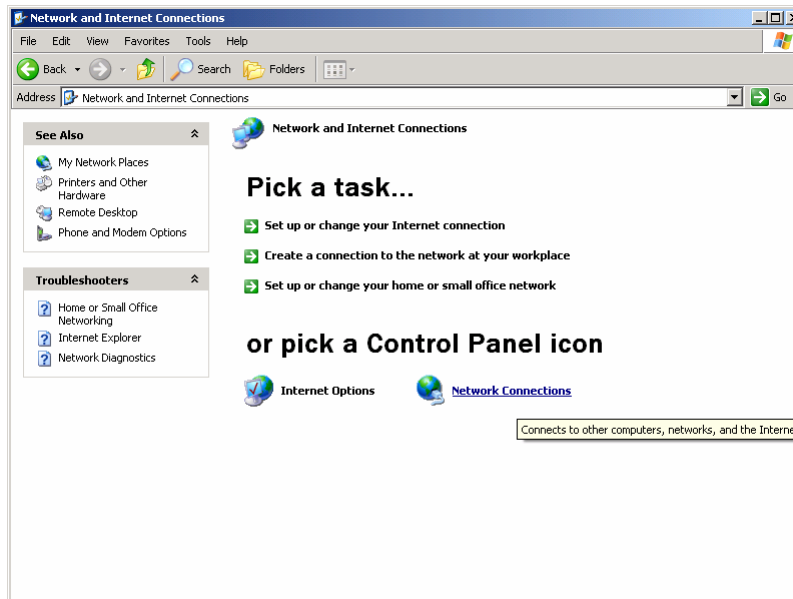 Network and Internet Connections
File Edit View Favorites Tools Help
Back Search Folders
Address Network and Internet Connections Go
See Also
My Network Places
Printers and Other
Hardware
Remote Desktop
Phone and Modem Options
Troubleshooters
Home or Small Office
Networking
Internet Explorer
Network Diagnostics
Network and Internet Connections
Pick a task...
Set up or change your Internet connection
Create a connection to the network at your workplace
Set up or change your home or small office network
or pick a Control Panel icon
Internet Options Network Connections
Connects to other computers, networks, and the Interne